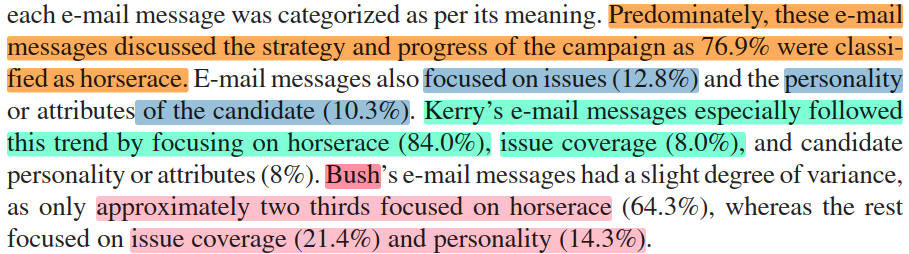 each e-mail message was categorized as per its meaning. Predominately, these e-mail
messages discussed the strategy and progress of the campaign as 76.9% were classi-
fied as horserace. E-mail messages also focused on issues (12.8%) and the personality
or attributes of the candidate (10.3%). Kerry’s e-mail messages especially followed
this trend by focusing on horserace (84.0%), issue coverage (8.0%), and candidate
personality or attributes (8%). Bush’s e-mail messages had a slight degree of variance,
as only approximately two thirds focused on horserace (64.3%), whereas the rest
focused on issue coverage (21.4%) and personality (14.3%).